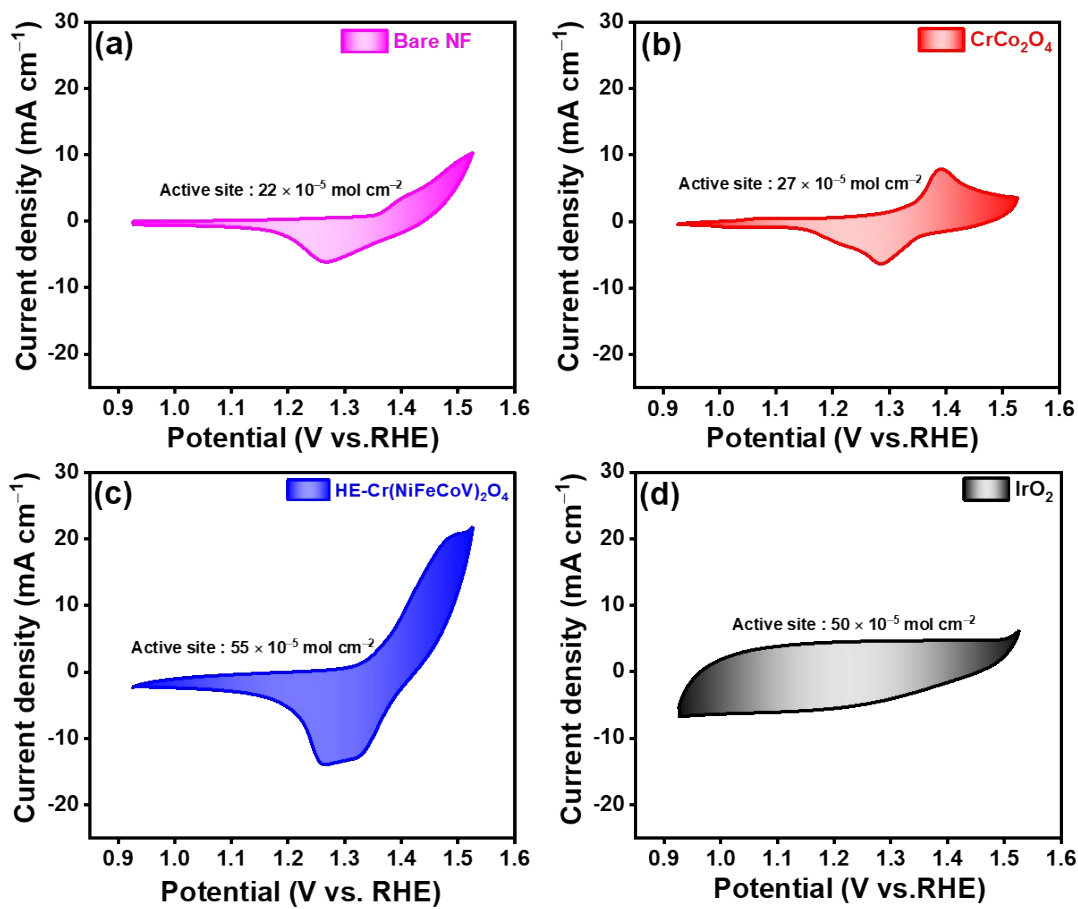 (a)
Bare NF
Active site : 22 × 10⁻⁵ mol cm⁻²
Current density (mA cm⁻¹)
30
20
10
0
-10
-20
0.9 1.0 1.1 1.2 1.3 1.4 1.5 1.6
Potential (V vs.RHE)
(b)
CrCo₂O₄
Active site : 27 × 10⁻⁵ mol cm⁻²
Current density (mA cm⁻¹)
30
20
10
0
-10
-20
0.9 1.0 1.1 1.2 1.3 1.4 1.5 1.6
Potential (V vs.RHE)
(c)
HE-Cr(NiFeCoV)₂O₄
Active site : 55 × 10⁻⁵ mol cm⁻²
Current density (mA cm⁻¹)
30
20
10
0
-10
-20
0.9 1.0 1.1 1.2 1.3 1.4 1.5 1.6
Potential (V vs. RHE)
(d)
IrO₂
Active site : 50 × 10⁻⁵ mol cm⁻²
Current density (mA cm⁻¹)
30
20
10
0
-10
-20
0.9 1.0 1.1 1.2 1.3 1.4 1.5 1.6
Potential (V vs.RHE)